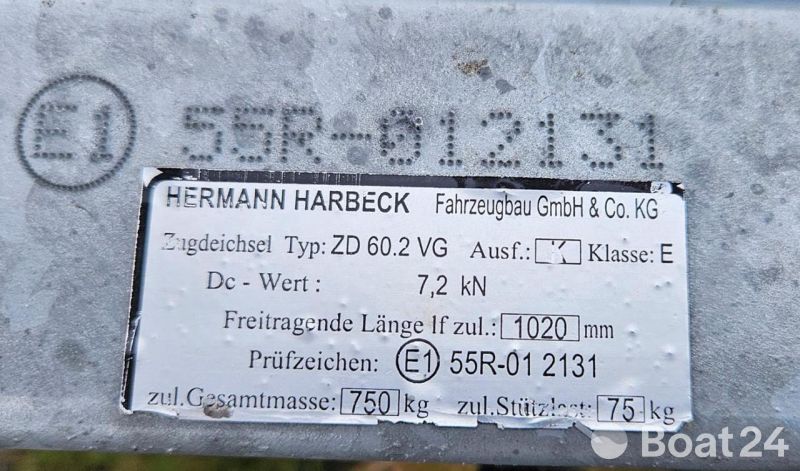 E1 55R-012131
HERMANN HARBECK Fahrzeugbau GmbH & Co. KG
Zugdeichsel Typ: ZD 60.2 VG Ausf.: K Klasse: E
Dc - Wert : 7,2 kN
Freitragende Länge lf zul.: 1020 mm
Prüfzeichen: E1 55R-01 2131
zul.Gesamtmasse: 750 kg zul.Stützlast: 75 kg
Boat24